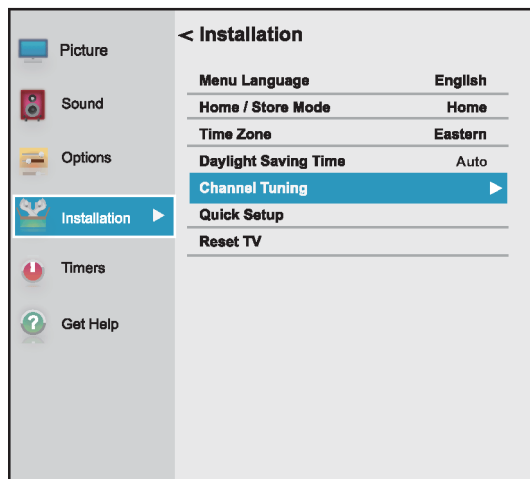 Picture
Sound
Options
Installation
Timers
Get Help
< Installation
Menu Language English
Home / Store Mode Home
Time Zone Eastern
Daylight Saving Time Auto
Channel Tuning
Quick Setup
Reset TV